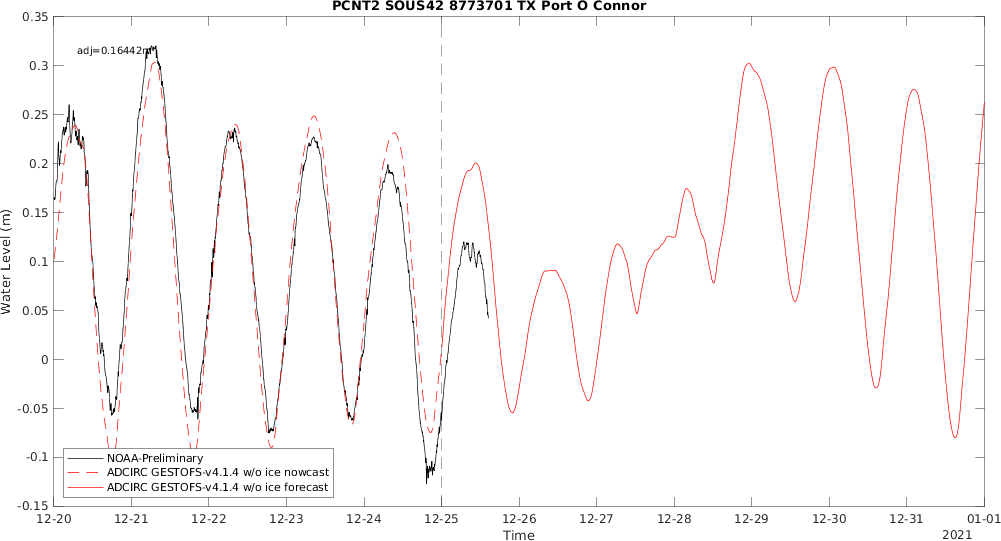 PCNT2 SOUS42 8773701 TX Port O Connor
adj=0.16442m
Water Level (m)
0.35
0.3
0.25
0.2
0.15
0.1
0.05
0
-0.05
-0.1
-0.15
NOAA-Preliminary
ADCIRC GESTOFS-v4.1.4 w/o ice nowcast
ADCIRC GESTOFS-v4.1.4 w/o ice forecast
12-20 12-21 12-22 12-23 12-24 12-25 12-26 12-27 12-28 12-29 12-30 12-31 01-01
Time
2021